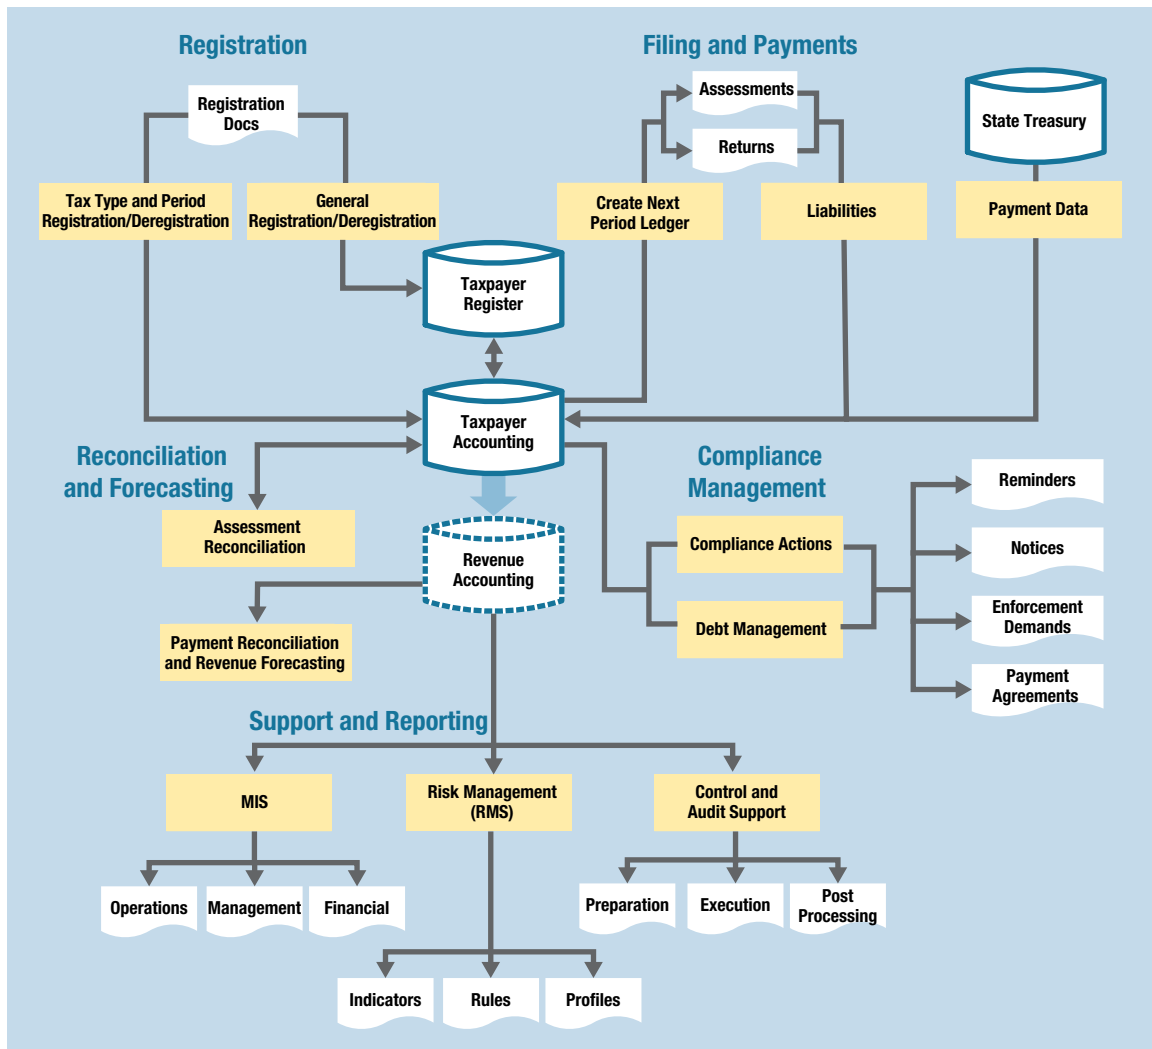 Registration
Filing and Payments
Registration
Docs
Assessments
Returns
State Treasury
Tax Type and Period
Registration/Deregistration
General
Registration/Deregistration
Create Next
Period Ledger
Liabilities
Payment Data
Taxpayer
Register
Taxpayer
Accounting
Reconciliation
and Forecasting
Compliance
Management
Assessment
Reconciliation
Revenue
Accounting
Payment Reconciliation
and Revenue Forecasting
Compliance Actions
Debt Management
Reminders
Notices
Enforcement
Demands
Payment
Agreements
Support and Reporting
MIS
Risk Management
(RMS)
Control and
Audit Support
Operations
Management
Financial
Preparation
Execution
Post
Processing
Indicators
Rules
Profiles